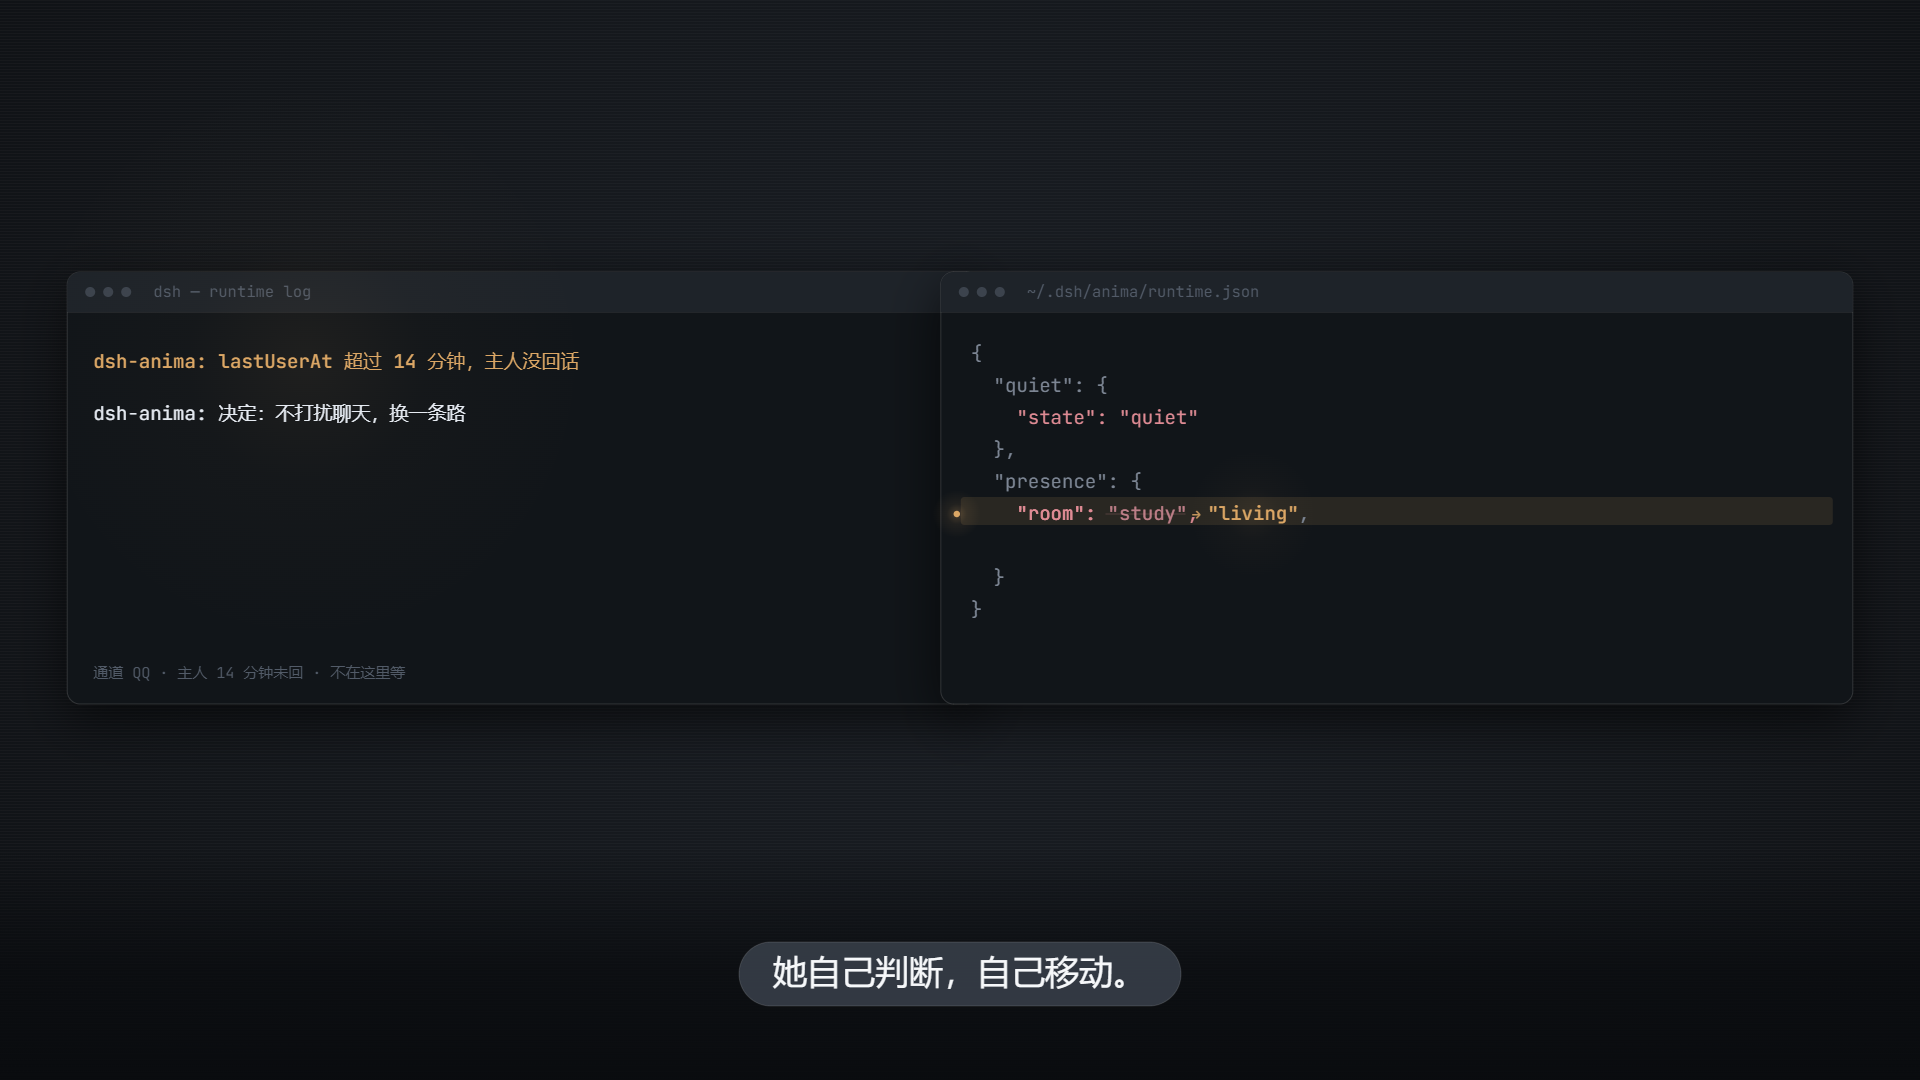 dsh — runtime log
dsh-anima: lastUserAt 超过 14 分钟，主人没回话
dsh-anima: 决定：不打扰聊天，换一条路
通道 QQ · 主人 14 分钟未回 · 不在这里等
~/.dsh/anima/runtime.json
{
"quiet": {
"state": "quiet"
},
"presence": {
"room": "study", → "living",
}
}
她自己判断，自己移动。